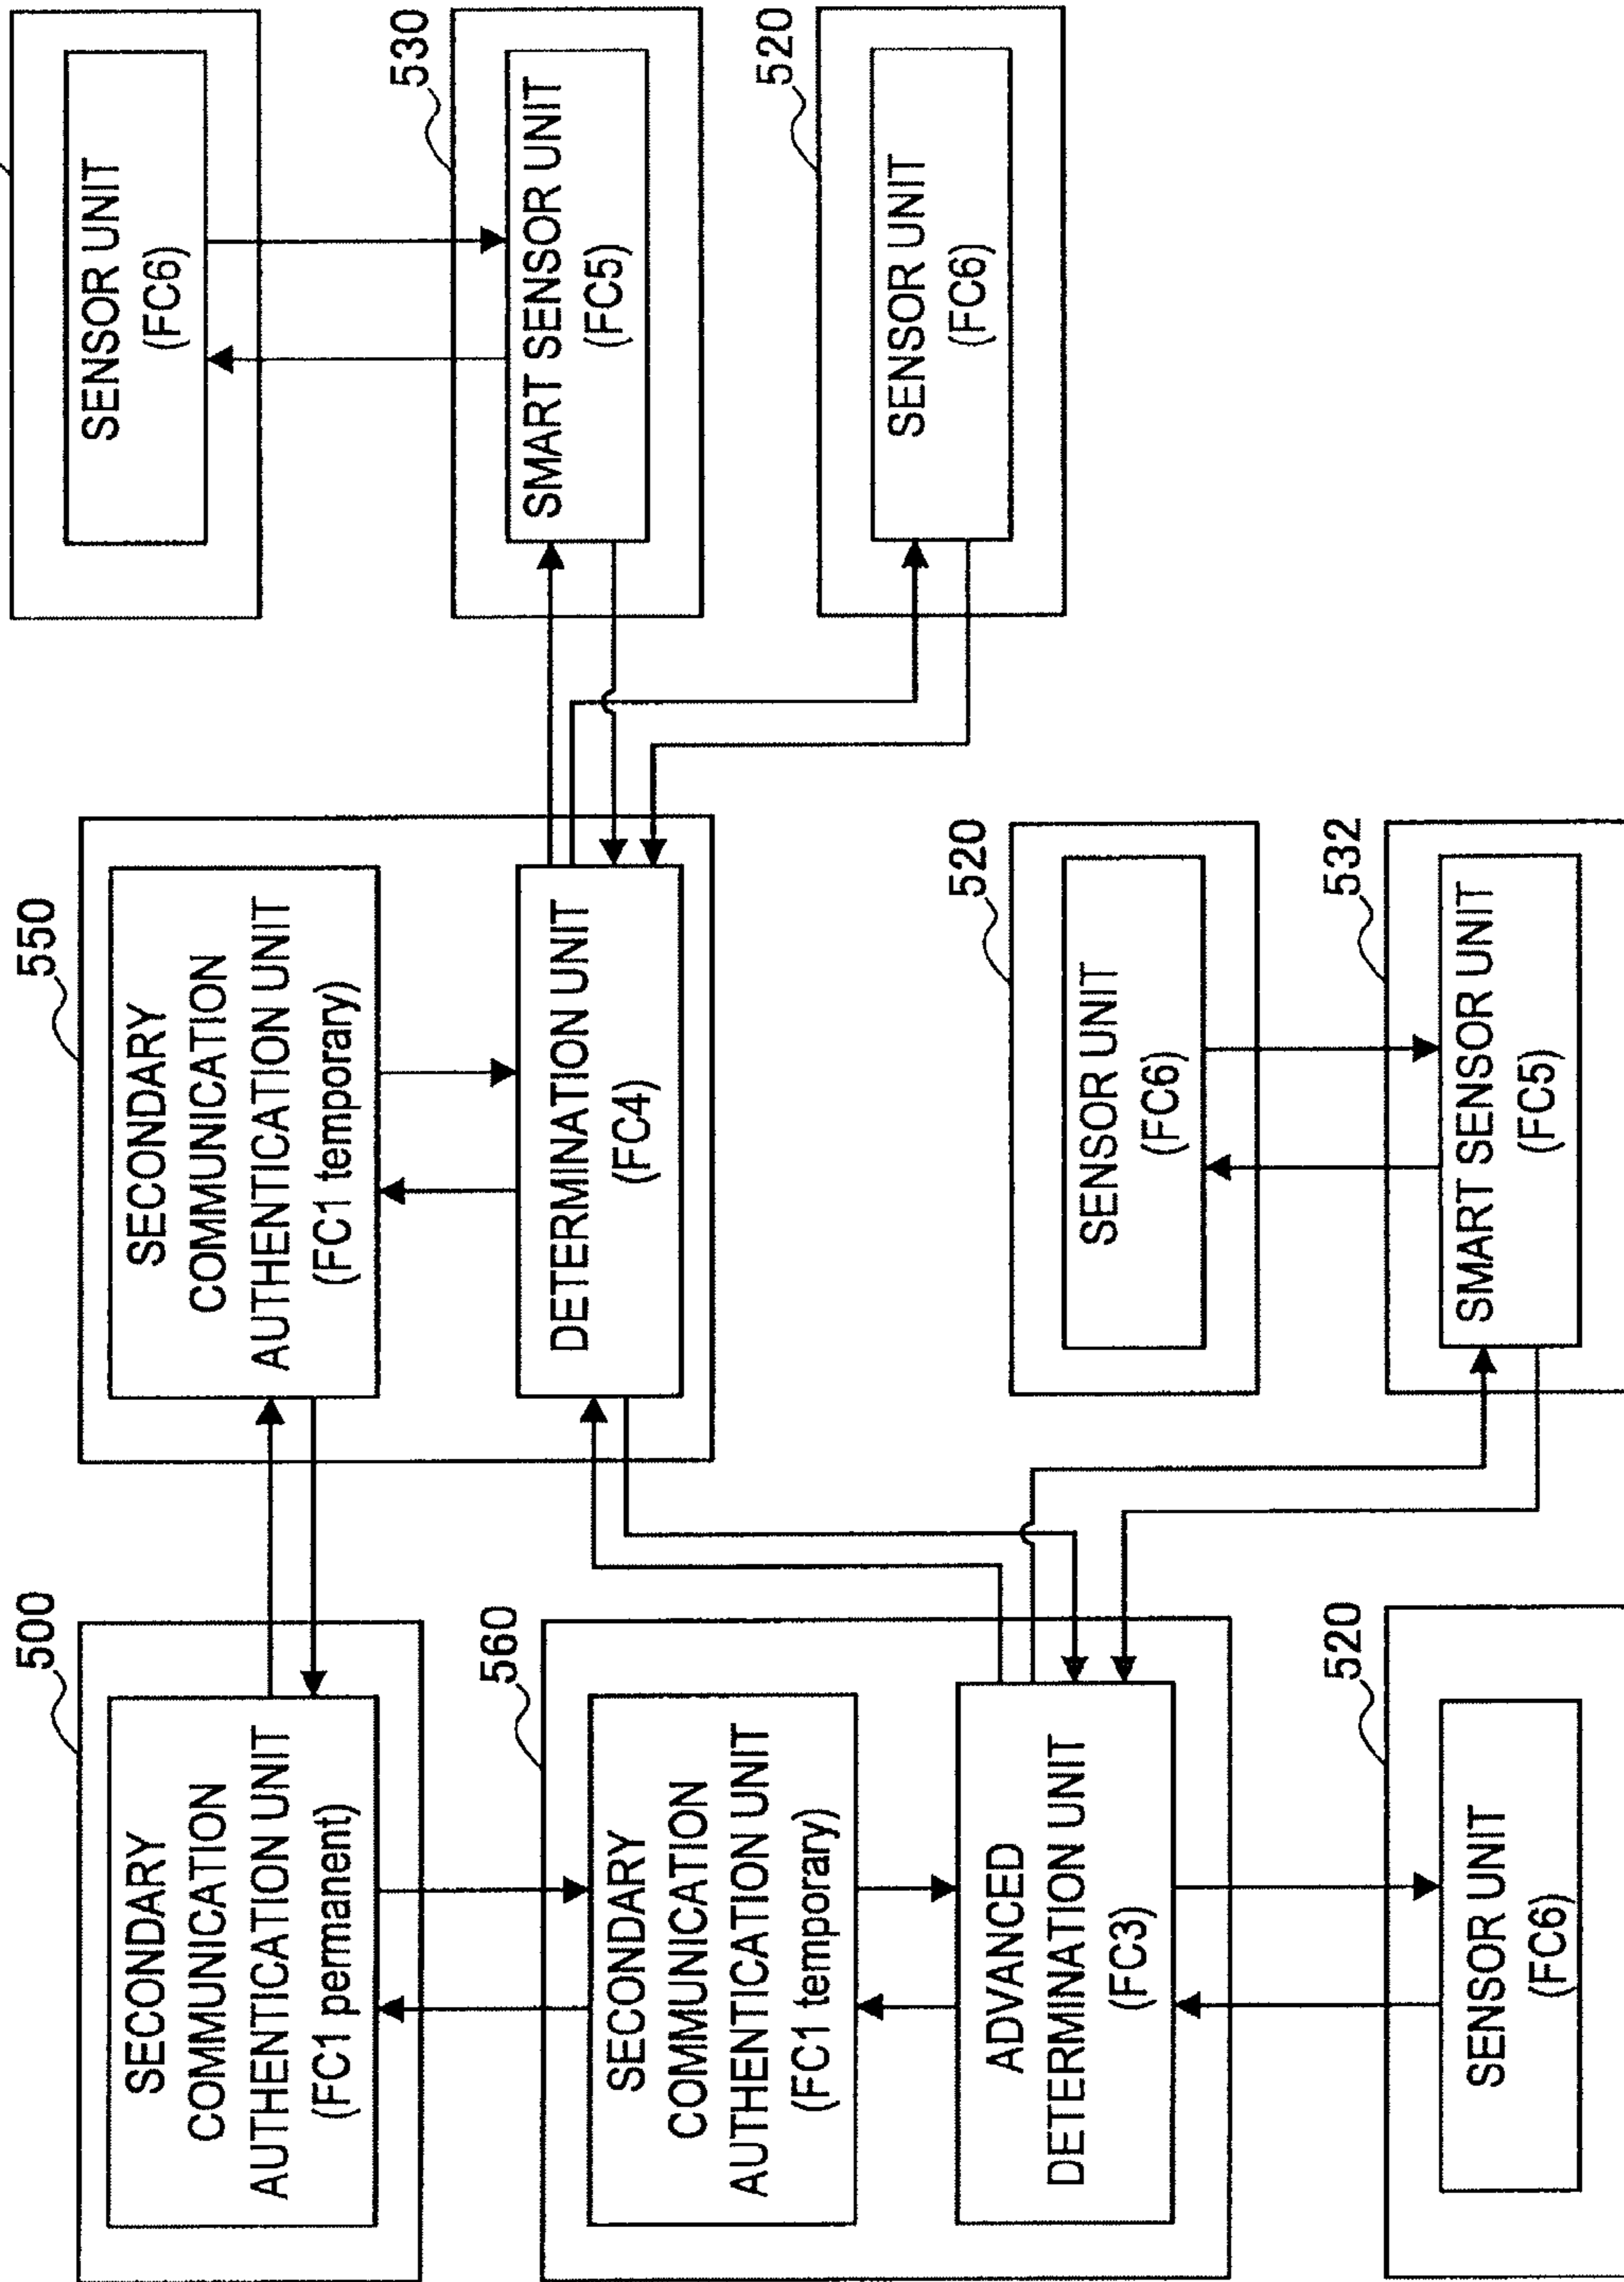 500
SECONDARY
COMMUNICATION
AUTHENTICATION UNIT
(FC1 permanent)
560
SECONDARY
COMMUNICATION
AUTHENTICATION UNIT
(FC1 temporary)
ADVANCED
DETERMINATION UNIT
(FC3)
520
SENSOR UNIT
(FC6)
550
SECONDARY
COMMUNICATION
AUTHENTICATION UNIT
(FC1 temporary)
DETERMINATION UNIT
(FC4)
520
SENSOR UNIT
(FC6)
532
SMART SENSOR UNIT
(FC5)
SENSOR UNIT
(FC6)
530
SMART SENSOR UNIT
(FC5)
520
SENSOR UNIT
(FC6)